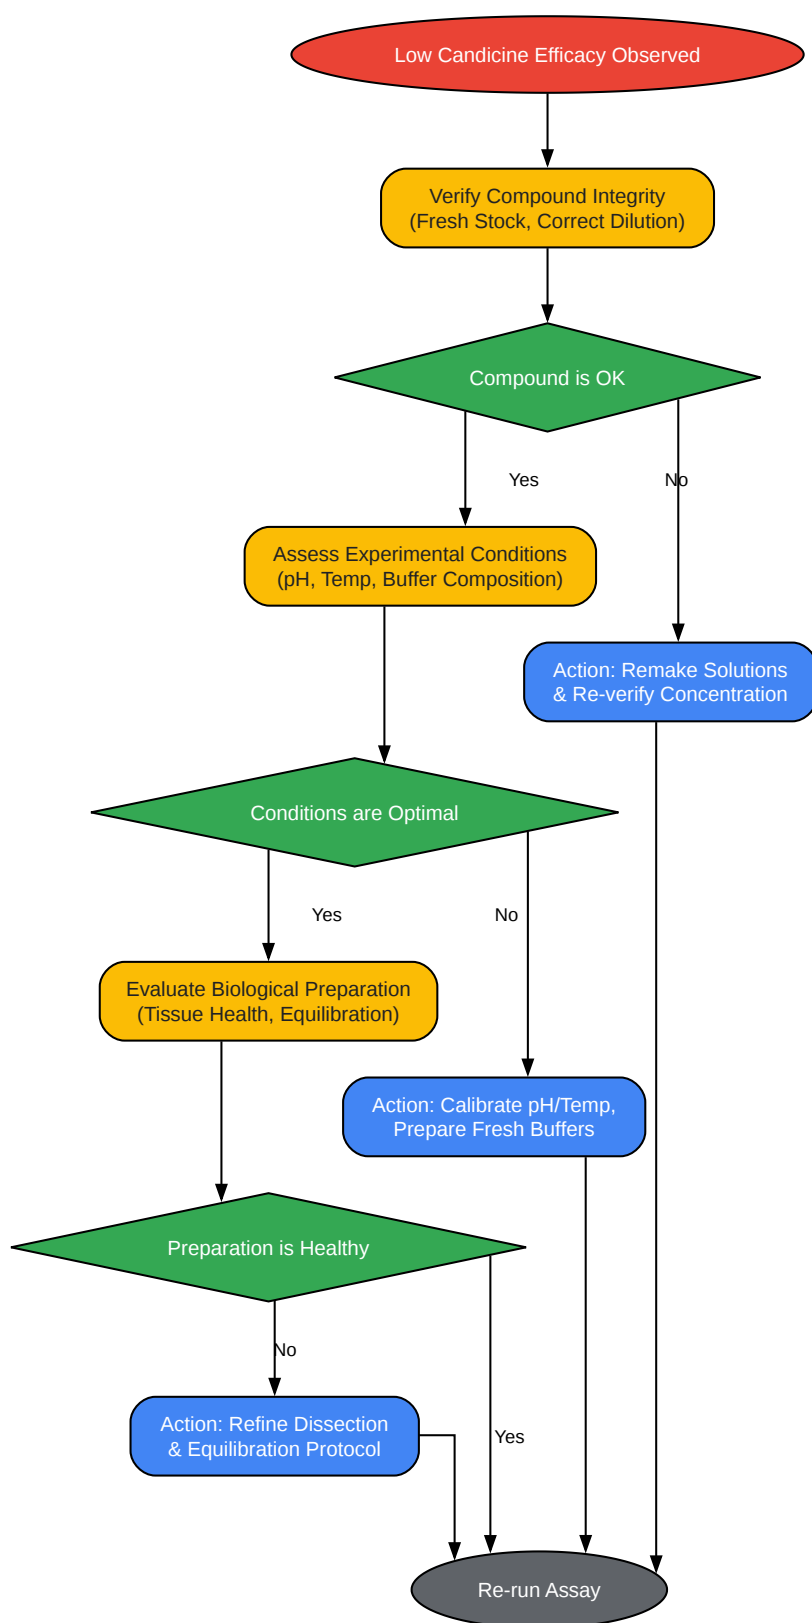 Low Candicine Efficacy Observed
Verify Compound Integrity
(Fresh Stock, Correct Dilution)
Compound is OK
Yes
No
Assess Experimental Conditions
(pH, Temp, Buffer Composition)
Action: Remake Solutions
& Re-verify Concentration
Conditions are Optimal
Yes
No
Evaluate Biological Preparation
(Tissue Health, Equilibration)
Action: Calibrate pH/Temp,
Prepare Fresh Buffers
Preparation is Healthy
No
Action: Refine Dissection
& Equilibration Protocol
Yes
Re-run Assay